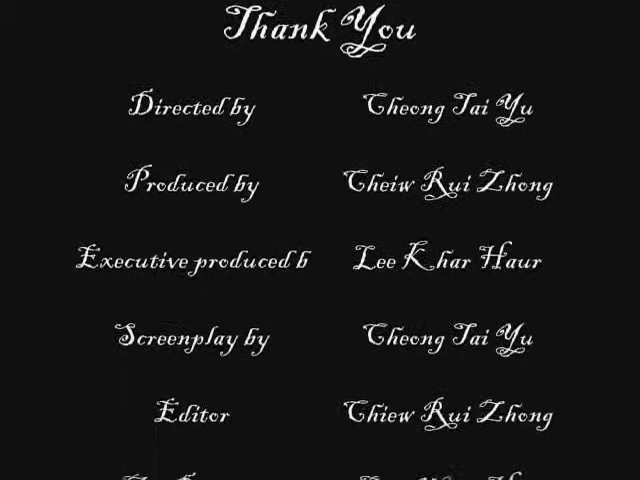 Thank You
Directed by Cheong Tai Yu
Produced by Cheiw Rui Zhong
Executive produced b Lee Khar Haur
Screenplay by Cheong Tai Yu
Editor Chiew Rui Zhong